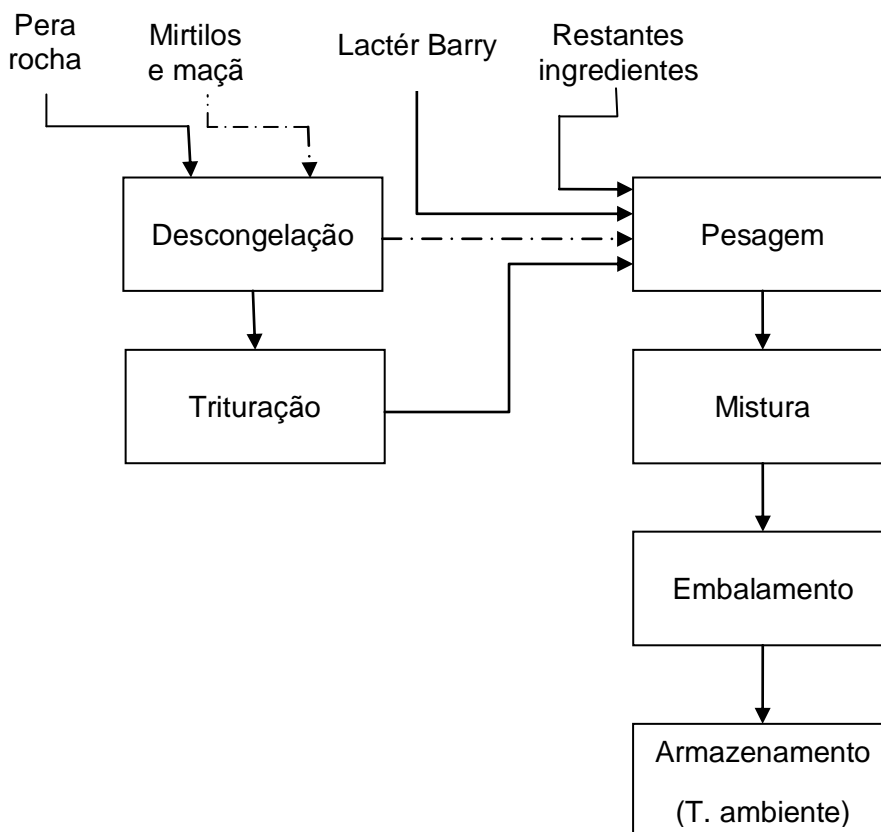 Pera
rocha
Mirtilos
e maçã
Lactér Barry
Restantes
ingredientes
Descongelação
Pesagem
Trituração
Mistura
Embalamento
Armazenamento
(T. ambiente)